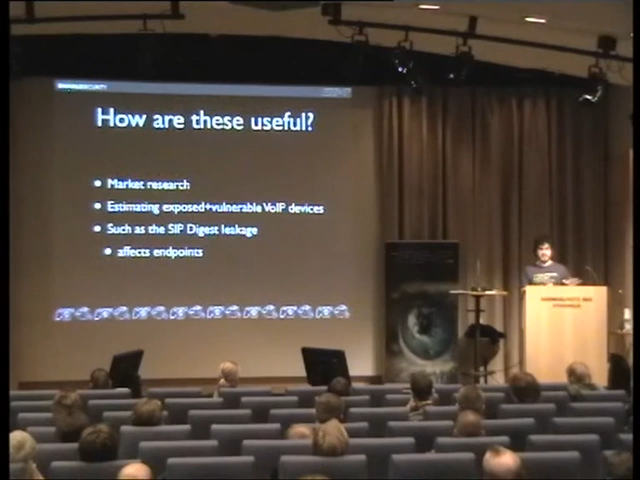 How are these useful?
Market research
Estimating exposed+vulnerable VoIP devices
Such as the SIP Digest leakage
affects endpoints